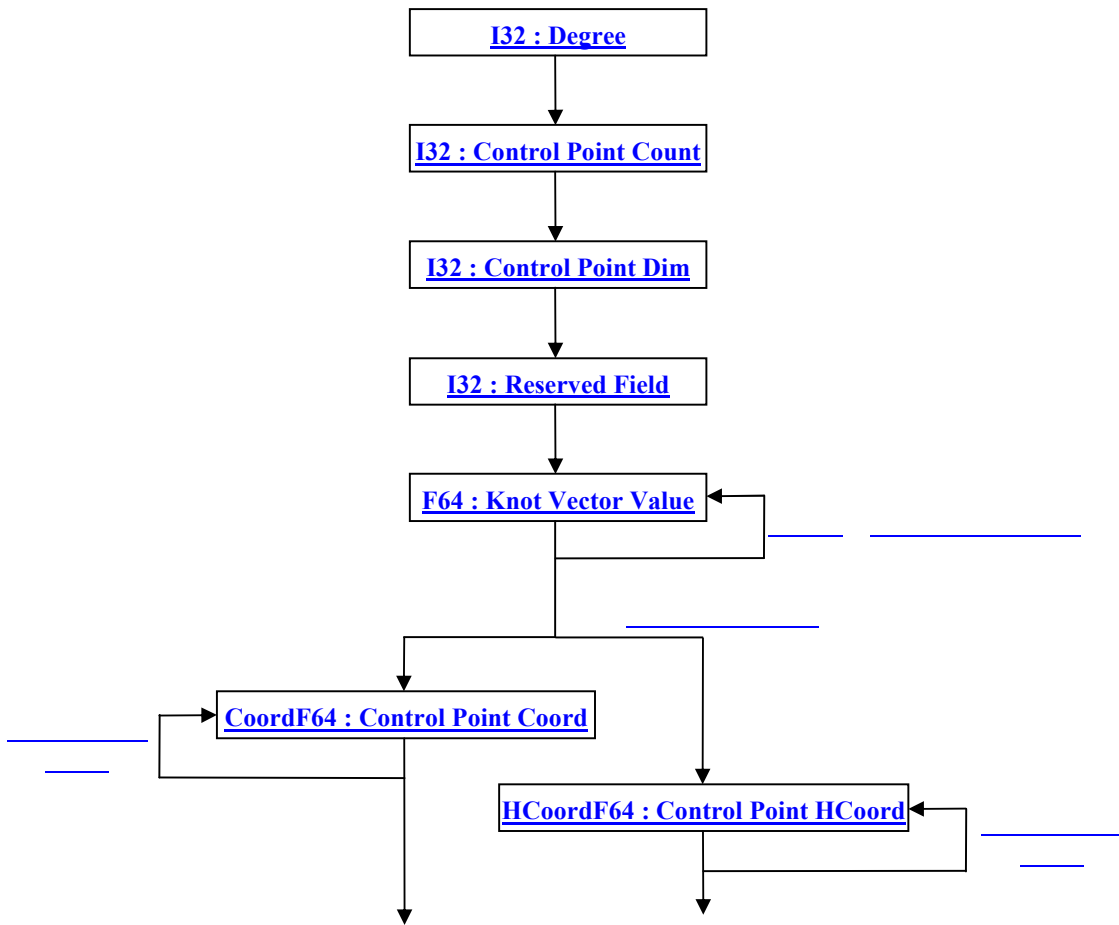 I32 : Degree
I32 : Control Point Count
I32 : Control Point Dim
I32 : Reserved Field
F64 : Knot Vector Value
CoordF64 : Control Point Coord
HCoordF64 : Control Point HCoord